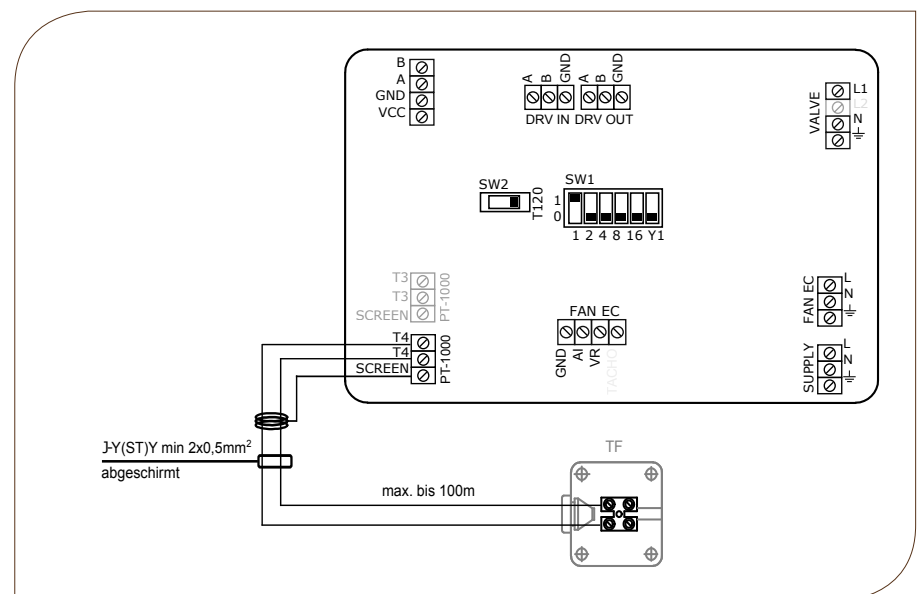 B
A
GND
VCC
A B GND A B GND
DRV IN DRV OUT
VALVE
L1
L2
N
SW2
T120
SW1
1
0
1 2 4 8 16 Y1
T3
T3
SCREEN
PT-1000
T4
T4
SCREEN
PT-1000
FAN EC
GND AI VR TACHO
FAN EC
L
N
SUPPLY
L
N
J-Y(ST)Y min 2x0,5mm²
abgeschirmt
max. bis 100m
TF